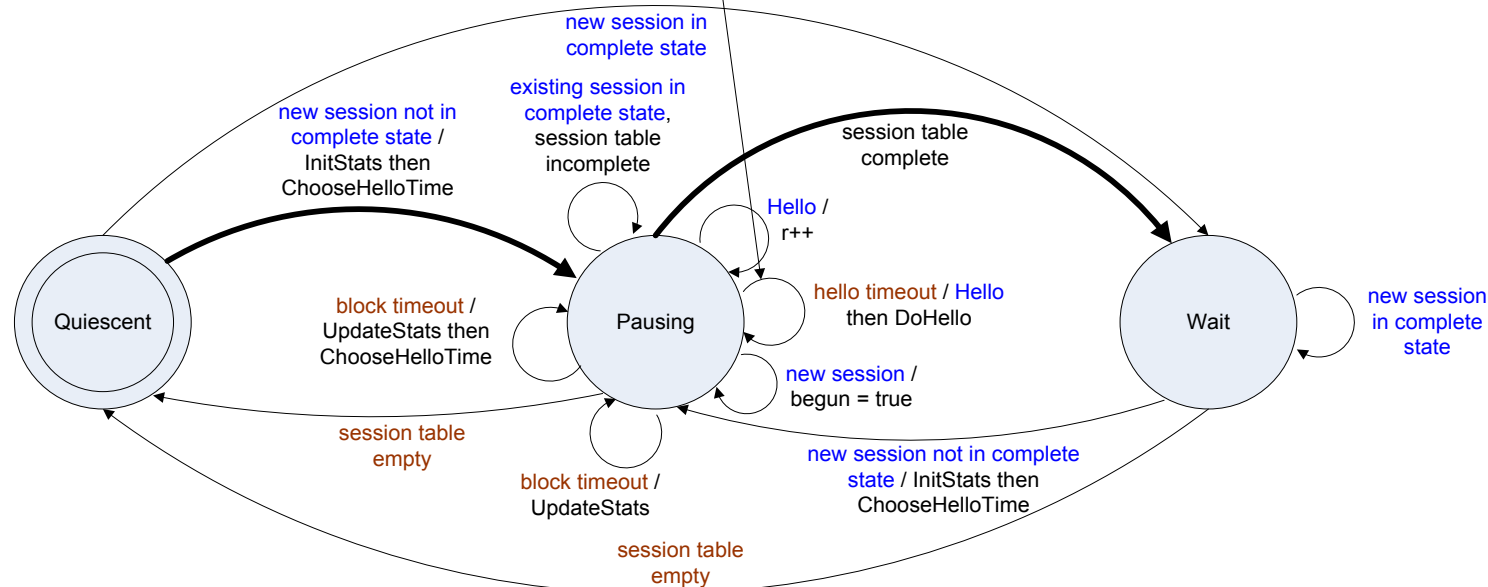 new session in
complete state
existing session in
complete state,
session table
incomplete
new session not in
complete state /
InitStats then
ChooseHelloTime
session table
complete
Hello /
r++
Quiescent
block timeout /
UpdateStats then
ChooseHelloTime
Pausing
hello timeout / Hello
then DoHello
Wait
new session
in complete
state
new session /
begun = true
session table
empty
block timeout /
UpdateStats
new session not in complete
state / InitStats then
ChooseHelloTime
session table
empty